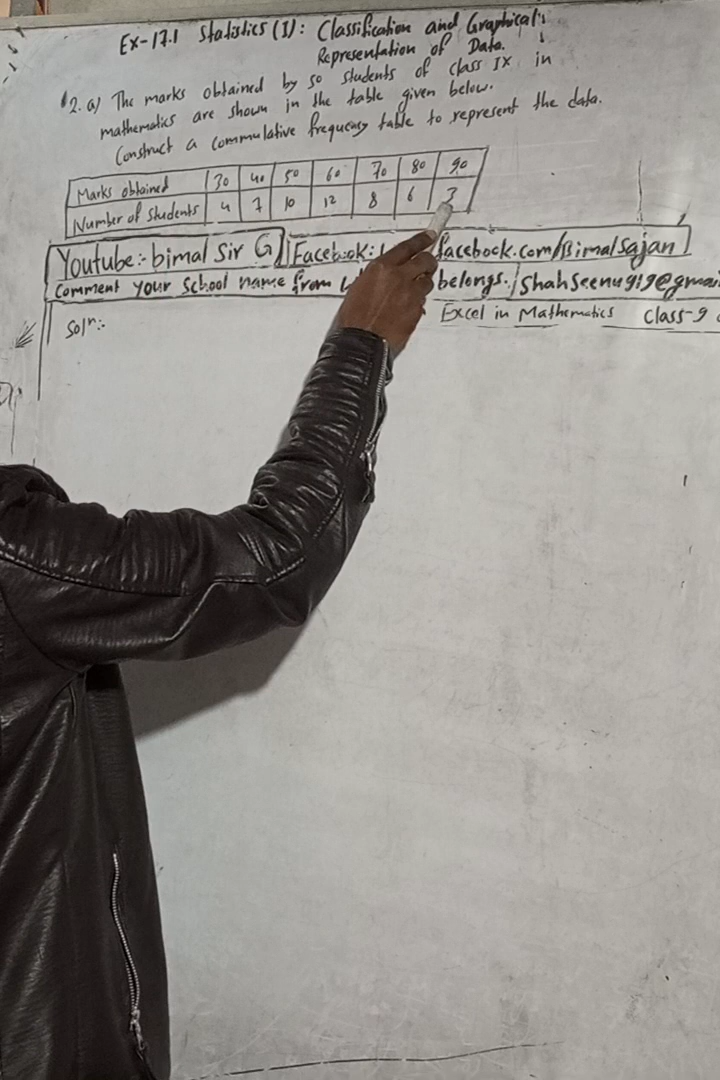 Ex-17.1 Statistics (I): Classification and Graphical
Representation of Data.
2. a) The marks obtained by 50 students of class IX in
mathematics are shown in the table given below.
Construct a commulative frequency table to represent the data.
Marks obtained 30 40 50 60 70 80 90
Number of students 4 7 10 12 8 6 3
Youtube:- bimal Sir G Facebook: facebook.com/Bimalsajan
Comment your school name from belongs. / Shahseenu919@gmai
Excel in Mathematics class-9
Solⁿ:-